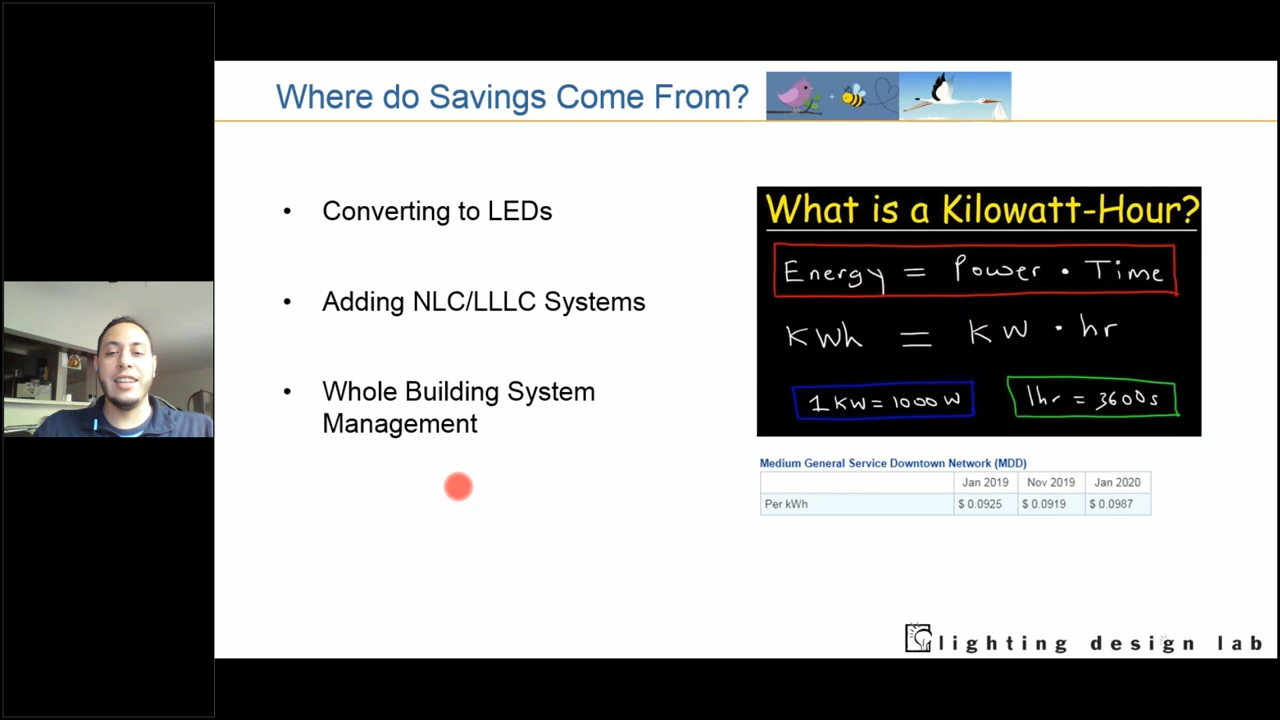 Where do Savings Come From?
• Converting to LEDs
• Adding NLC/LLLC Systems
• Whole Building System
Management
What is a Kilowatt-Hour?
Energy = Power • Time
KWh = KW • hr
1 KW = 1000 W
1hr = 3600s
Medium General Service Downtown Network (MDD)
Jan 2019 Nov 2019 Jan 2020
Per kWh $ 0.0925 $ 0.0919 $ 0.0987
lighting design lab